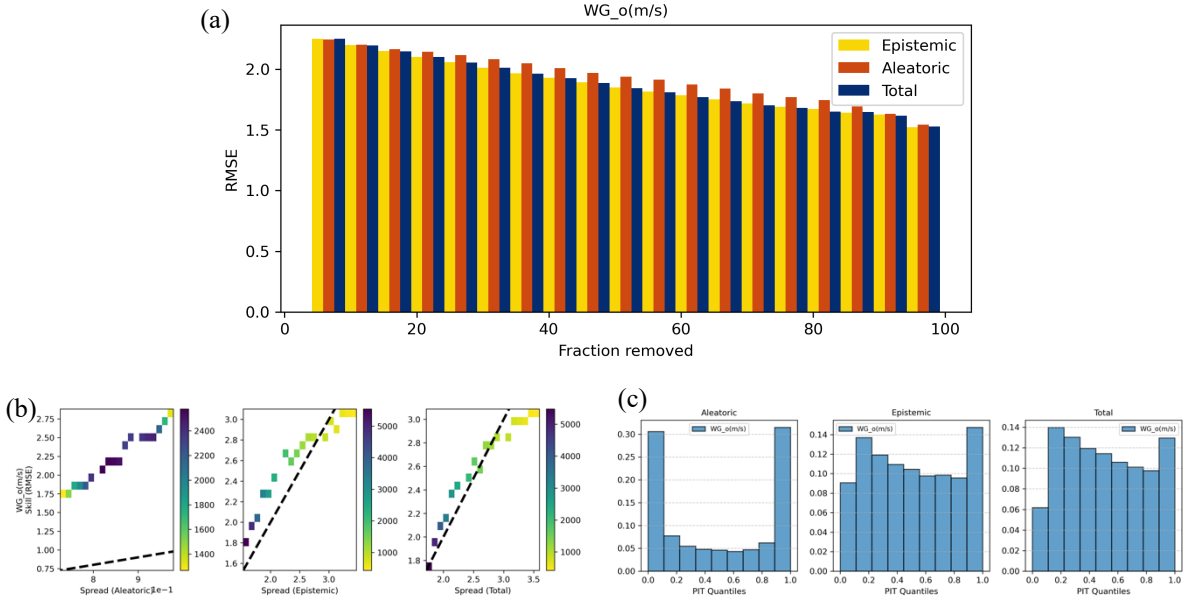 (a)
WG_o(m/s)
Epistemic
Aleatoric
Total
RMSE
2.0
1.5
1.0
0.5
0.0
0 20 40 60 80 100
Fraction removed
(b)
WG_o(m/s)
Skill (RMSE)
2.75
2.50
2.25
2.00
1.75
1.50
1.25
1.00
0.75
8 9
Spread (Aleatoric)
1e−1
2400
2200
2000
1800
1600
1400
3.0
2.8
2.6
2.4
2.2
2.0
1.8
1.6
2.0 2.5 3.0
Spread (Epistemic)
5000
4000
3000
2000
1000
3.0
2.8
2.6
2.4
2.2
2.0
1.8
2.0 2.5 3.0 3.5
Spread (Total)
5000
4000
3000
2000
1000
(c)
Aleatoric
WG_o(m/s)
0.30
0.25
0.20
0.15
0.10
0.05
0.00
0.0 0.2 0.4 0.6 0.8 1.0
PIT Quantiles
Epistemic
WG_o(m/s)
0.14
0.12
0.10
0.08
0.06
0.04
0.02
0.00
0.0 0.2 0.4 0.6 0.8 1.0
PIT Quantiles
Total
WG_o(m/s)
0.14
0.12
0.10
0.08
0.06
0.04
0.02
0.00
0.0 0.2 0.4 0.6 0.8 1.0
PIT Quantiles